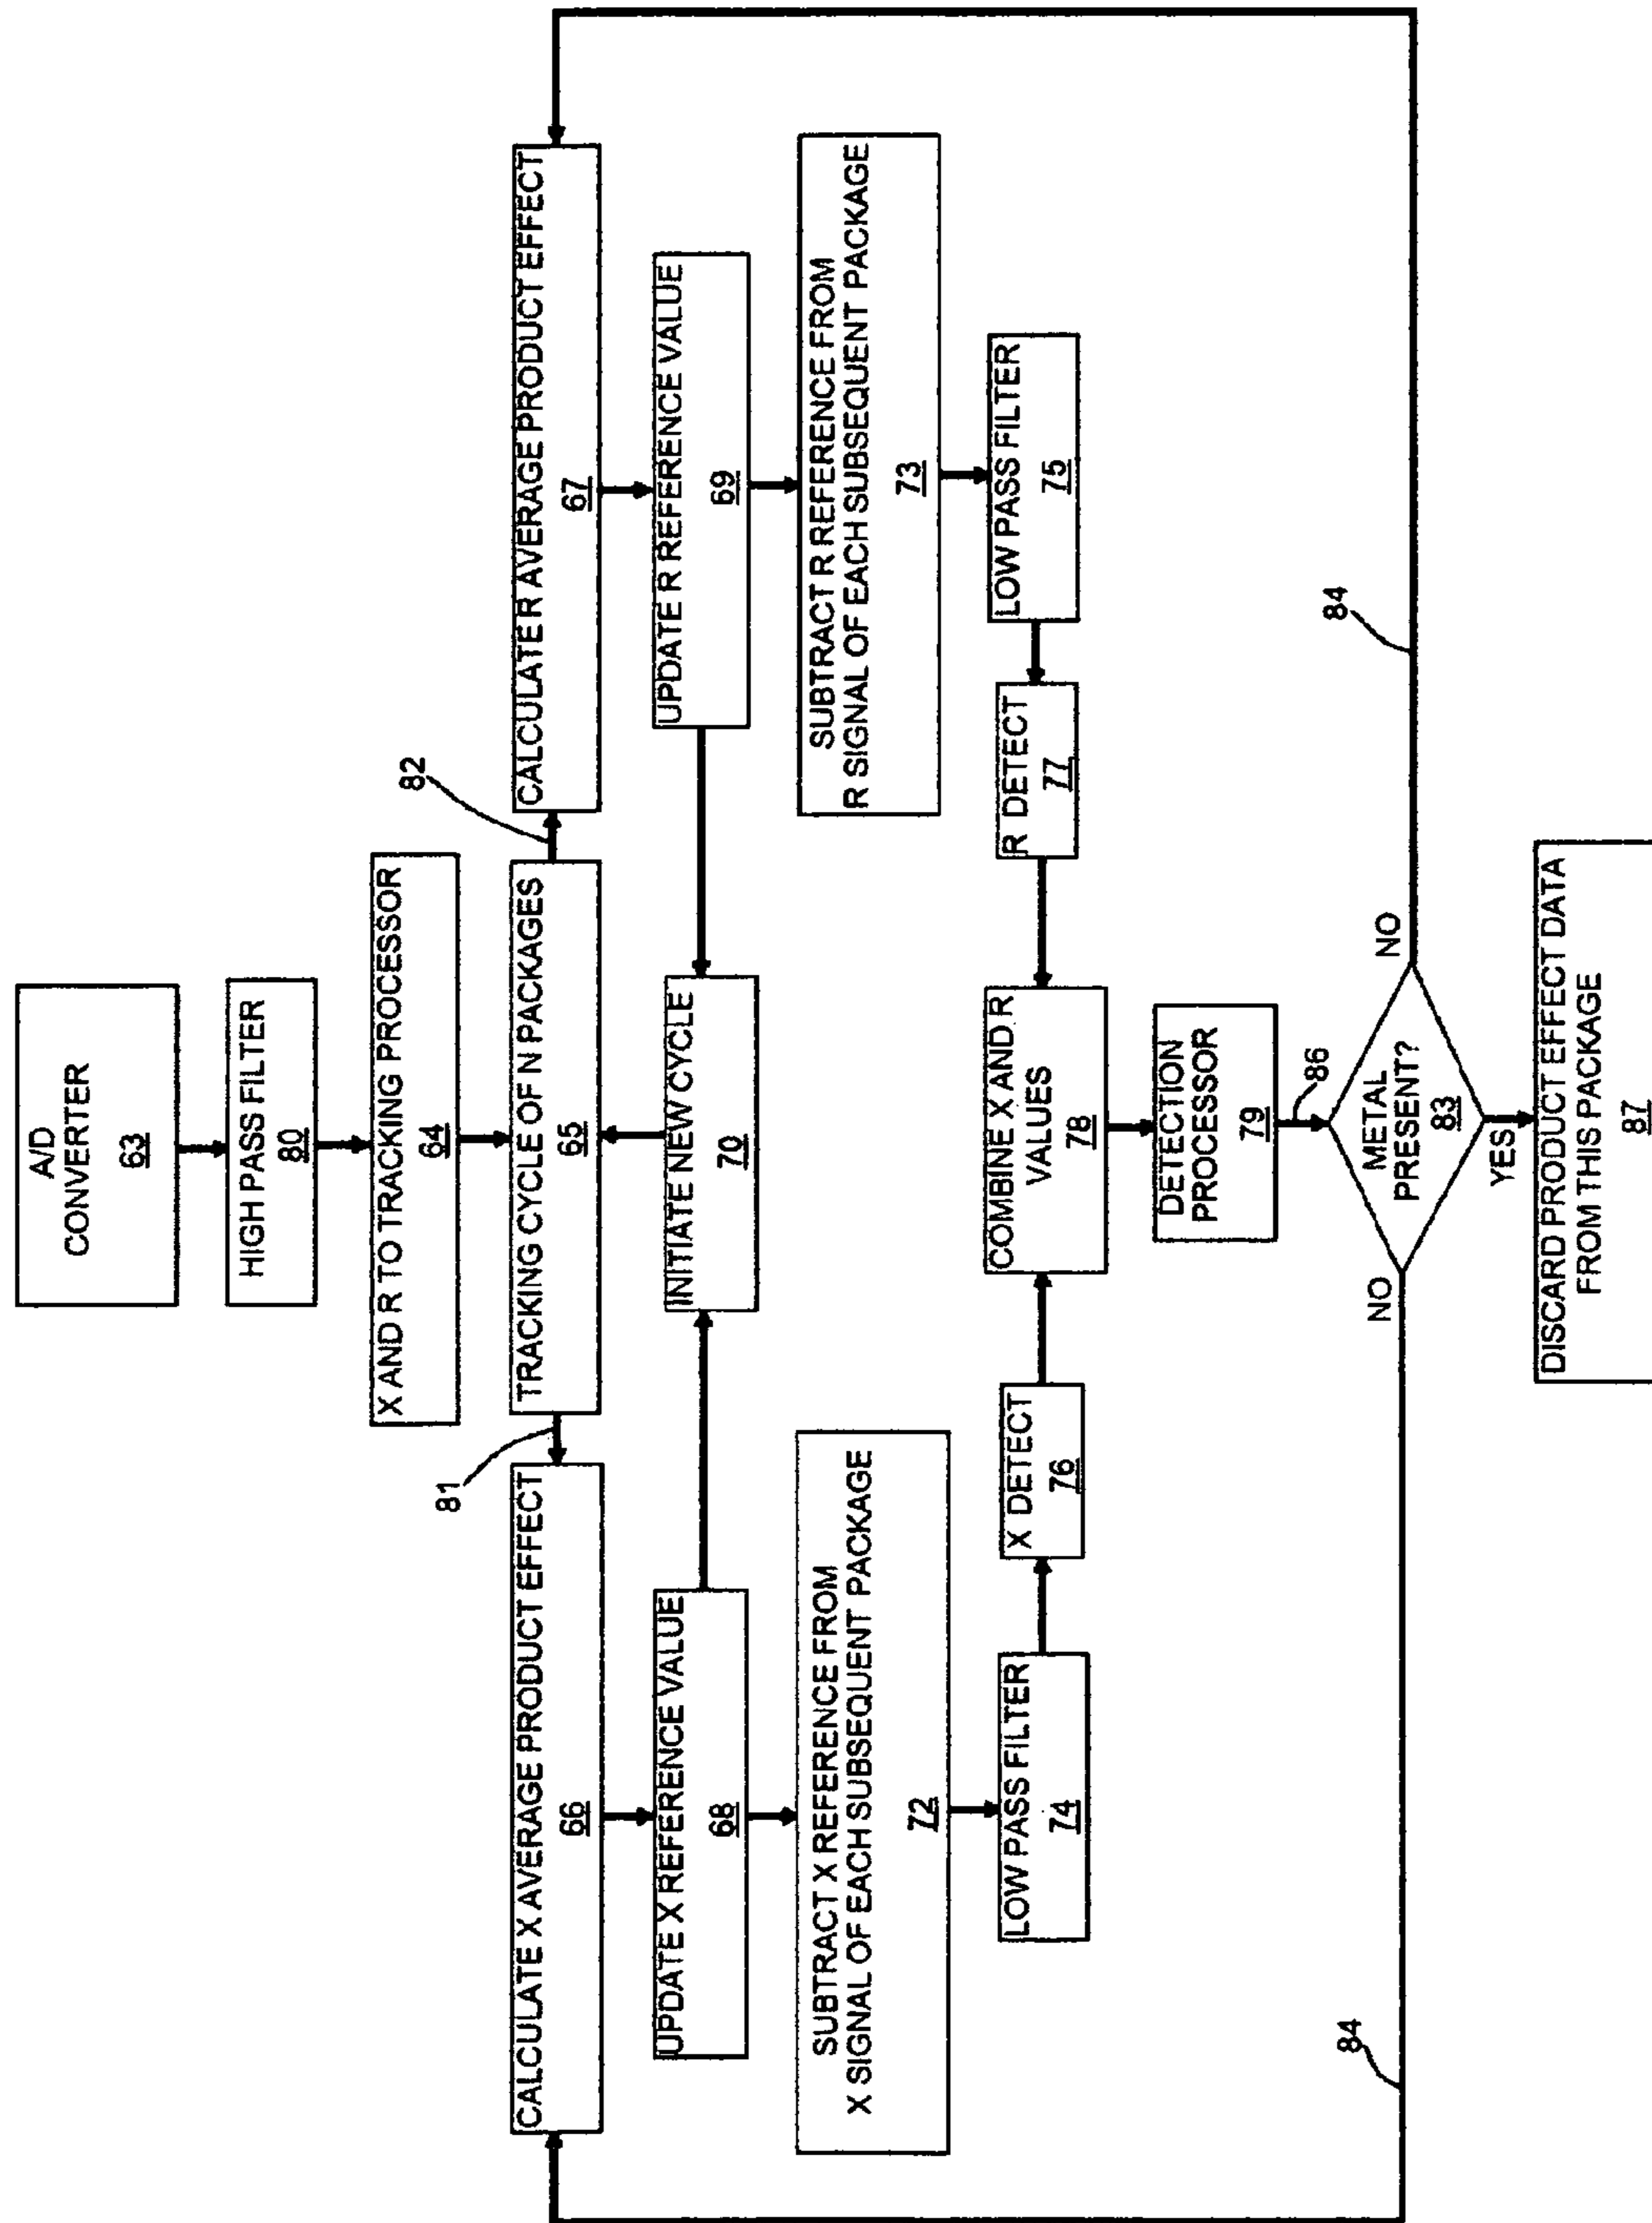 A/D
CONVERTER
63
HIGH PASS FILTER
80
X AND R TO TRACKING PROCESSOR
64
81
82
CALCULATE X AVERAGE PRODUCT EFFECT
66
TRACKING CYCLE OF N PACKAGES
65
CALCULATE R AVERAGE PRODUCT EFFECT
67
UPDATE X REFERENCE VALUE
68
INITIATE NEW CYCLE
70
UPDATE R REFERENCE VALUE
69
SUBTRACT X REFERENCE FROM
X SIGNAL OF EACH SUBSEQUENT PACKAGE
72
SUBTRACT R REFERENCE FROM
R SIGNAL OF EACH SUBSEQUENT PACKAGE
73
LOW PASS FILTER
74
X DETECT
76
COMBINE X AND R
VALUES
78
R DETECT
77
LOW PASS FILTER
75
DETECTION
PROCESSOR
79
86
METAL
PRESENT?
83
NO
NO
YES
84
84
DISCARD PRODUCT EFFECT DATA
FROM THIS PACKAGE
87